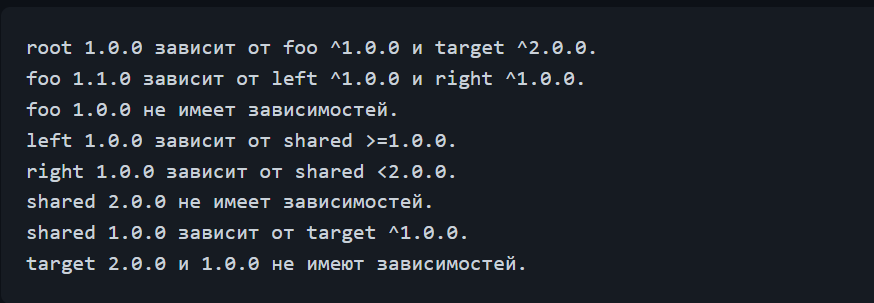 root 1.0.0 зависит от foo ^1.0.0 и target ^2.0.0.
foo 1.1.0 зависит от left ^1.0.0 и right ^1.0.0.
foo 1.0.0 не имеет зависимостей.
left 1.0.0 зависит от shared >=1.0.0.
right 1.0.0 зависит от shared <2.0.0.
shared 2.0.0 не имеет зависимостей.
shared 1.0.0 зависит от target ^1.0.0.
target 2.0.0 и 1.0.0 не имеют зависимостей.